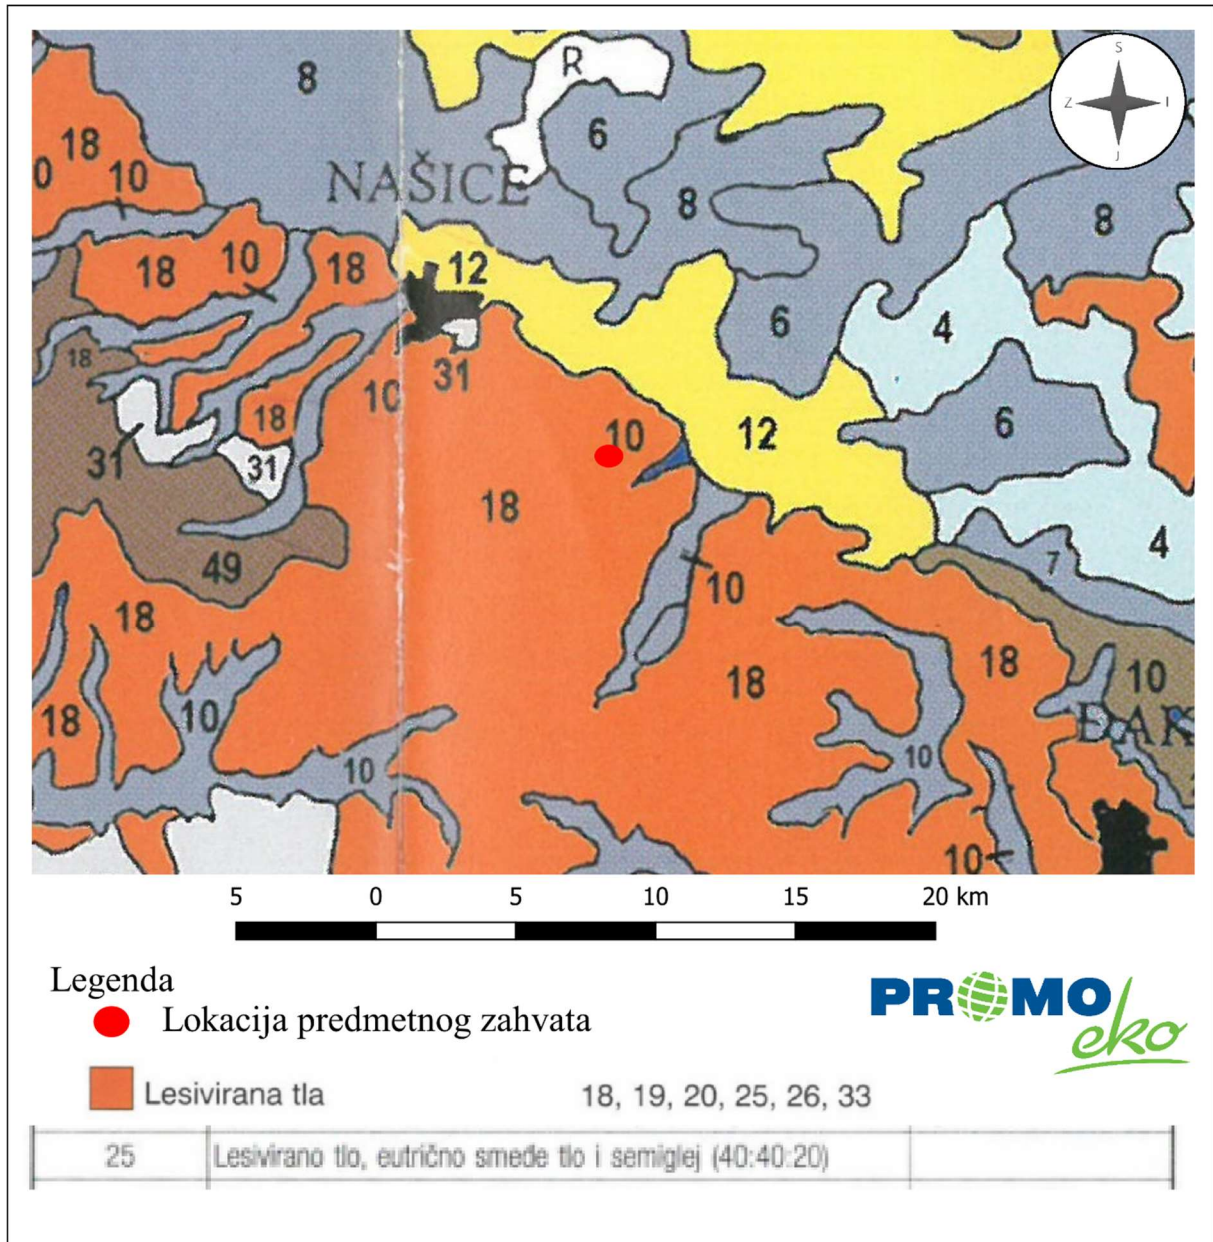 S
Z
I
J
R
8
6
18
0
10
NAŠICE
8
8
18
10
18
12
4
6
18
10
31
18
10
12
6
31
31
18
49
4
7
10
18
18
18
10
18
10
10
10
ĐAK
10
5 0 5 10 15 20 km
Legenda
Lokacija predmetnog zahvata
PROMO
eko
Lesivirana tla 18, 19, 20, 25, 26, 33
25 Lesivirano tlo, eutrično smeđe tlo i semiglej (40:40:20)